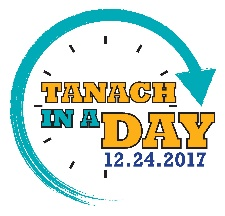 TANACH
IN A DAY
12.24.2017